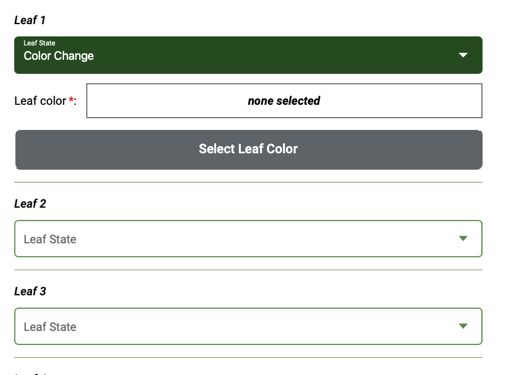 Leaf 1
Leaf State
Color Change
Leaf color *: none selected
Select Leaf Color
Leaf 2
Leaf State
Leaf 3
Leaf State